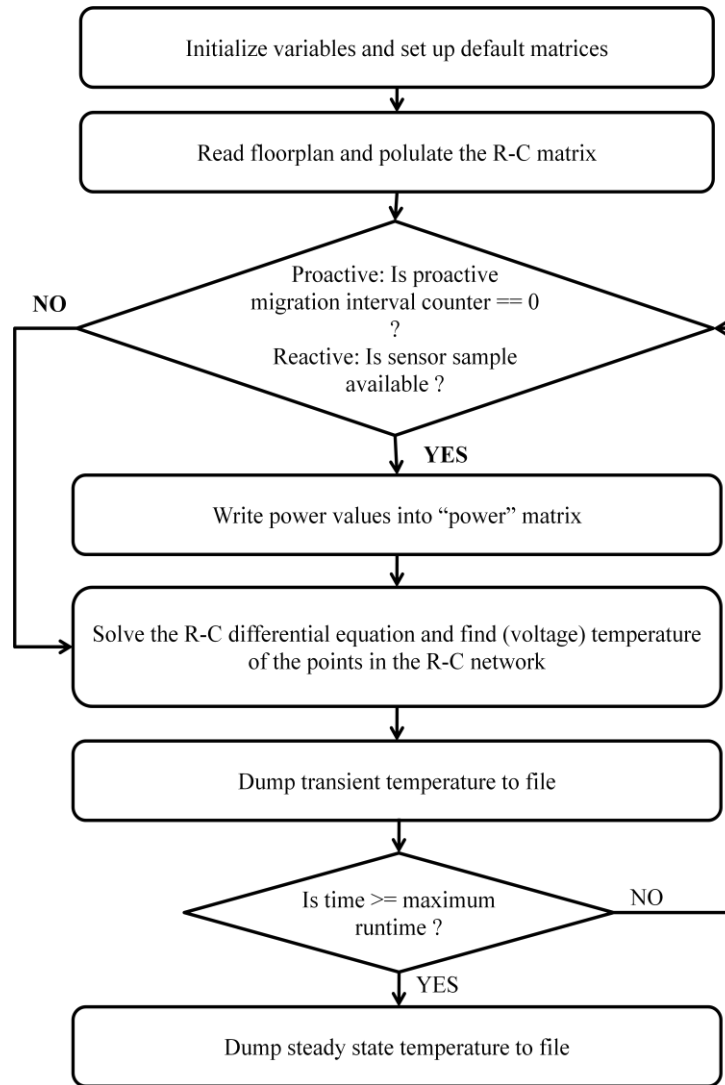 Initialize variables and set up default matrices
Read floorplan and polulate the R-C matrix
Proactive: Is proactive
migration interval counter == 0
?
Reactive: Is sensor sample
available ?
NO
YES
Write power values into “power” matrix
Solve the R-C differential equation and find (voltage) temperature
of the points in the R-C network
Dump transient temperature to file
Is time >= maximum
runtime ?
NO
YES
Dump steady state temperature to file